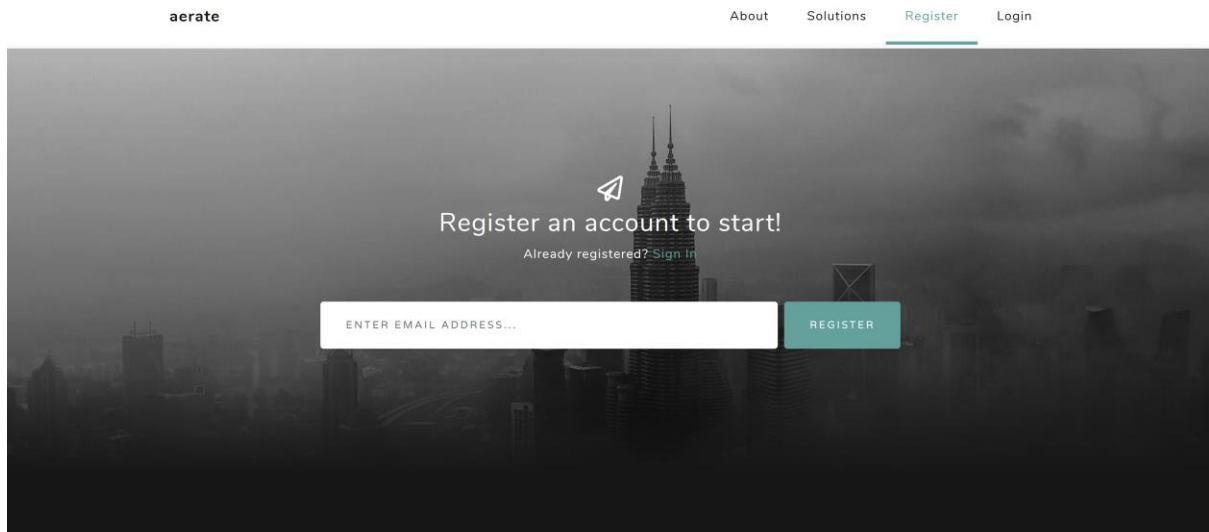 aerate
About Solutions Register Login
Register an account to start!
Already registered? Sign In
ENTER EMAIL ADDRESS...
REGISTER